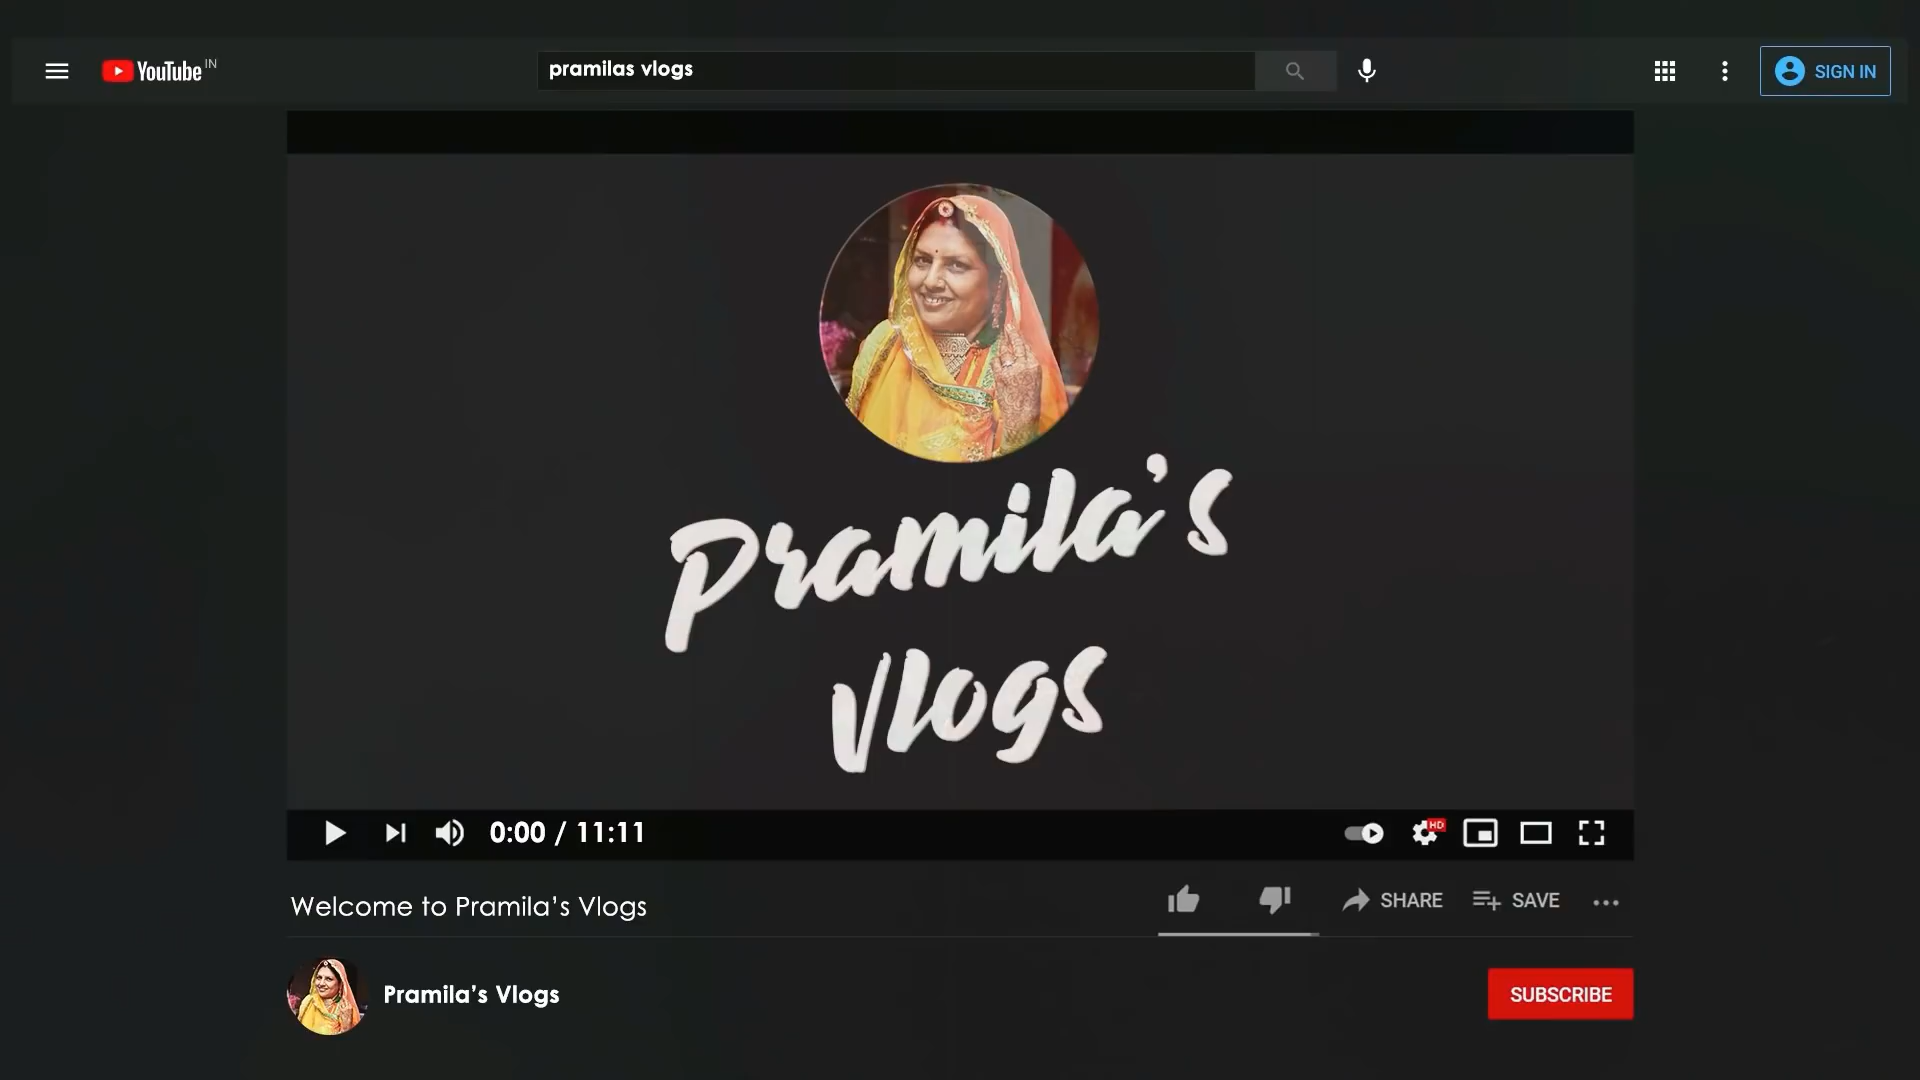 YouTube IN
pramilas vlogs
SIGN IN
Pramila's
Vlogs
0:00 / 11:11
HD
Welcome to Pramila's Vlogs
SHARE
SAVE
Pramila's Vlogs
SUBSCRIBE